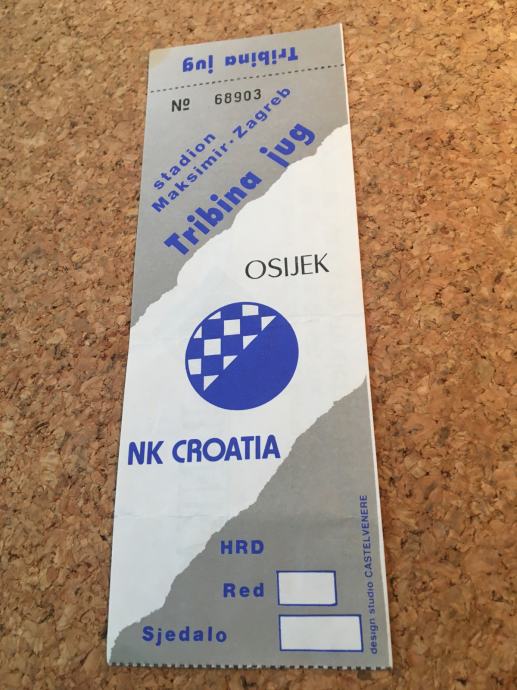 Tribina jug
Nº 68903
stadion
Maksimir-Zagreb
Tribina jug
OSIJEK
NK CROATIA
HRD
Red
Sjedalo
design studio CASTELVENERE